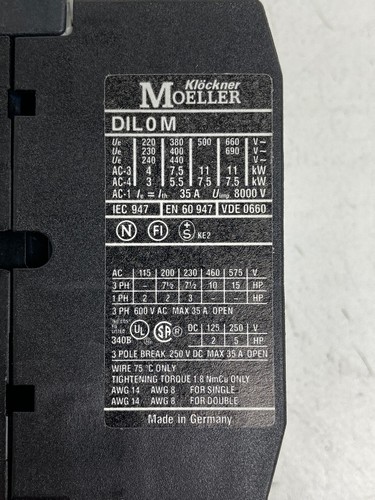 Klöckner
MOELLER
DIL 0 M
Ue 220 380 500 660 V~
Ue 230 400 690 V~
Ue 240 440 V~
AC-3 4 7.5 11 11 kW
AC-4 3 5.5 7.5 7.5 kW
AC-1 Ie = Ith 35 A Uimp. 8000 V
IEC 947 EN 60 947 VDE 0660
N FI ± S KE2
AC 115 200 230 460 575 V
3 PH – 7½ 7½ 10 15 HP
1 PH 2 2 3 – – HP
3 PH 600 V AC MAX 35 A OPEN
LISTED UL SA DC 125 250 V
340B 2 5 HP
3 POLE BREAK 250 V DC MAX 35 A OPEN
WIRE 75 °C ONLY
TIGHTENING TORQUE 1.8 Nm Cu ONLY
AWG 14 AWG 8 FOR SINGLE
AWG 14 AWG 8 FOR DOUBLE
Made in Germany